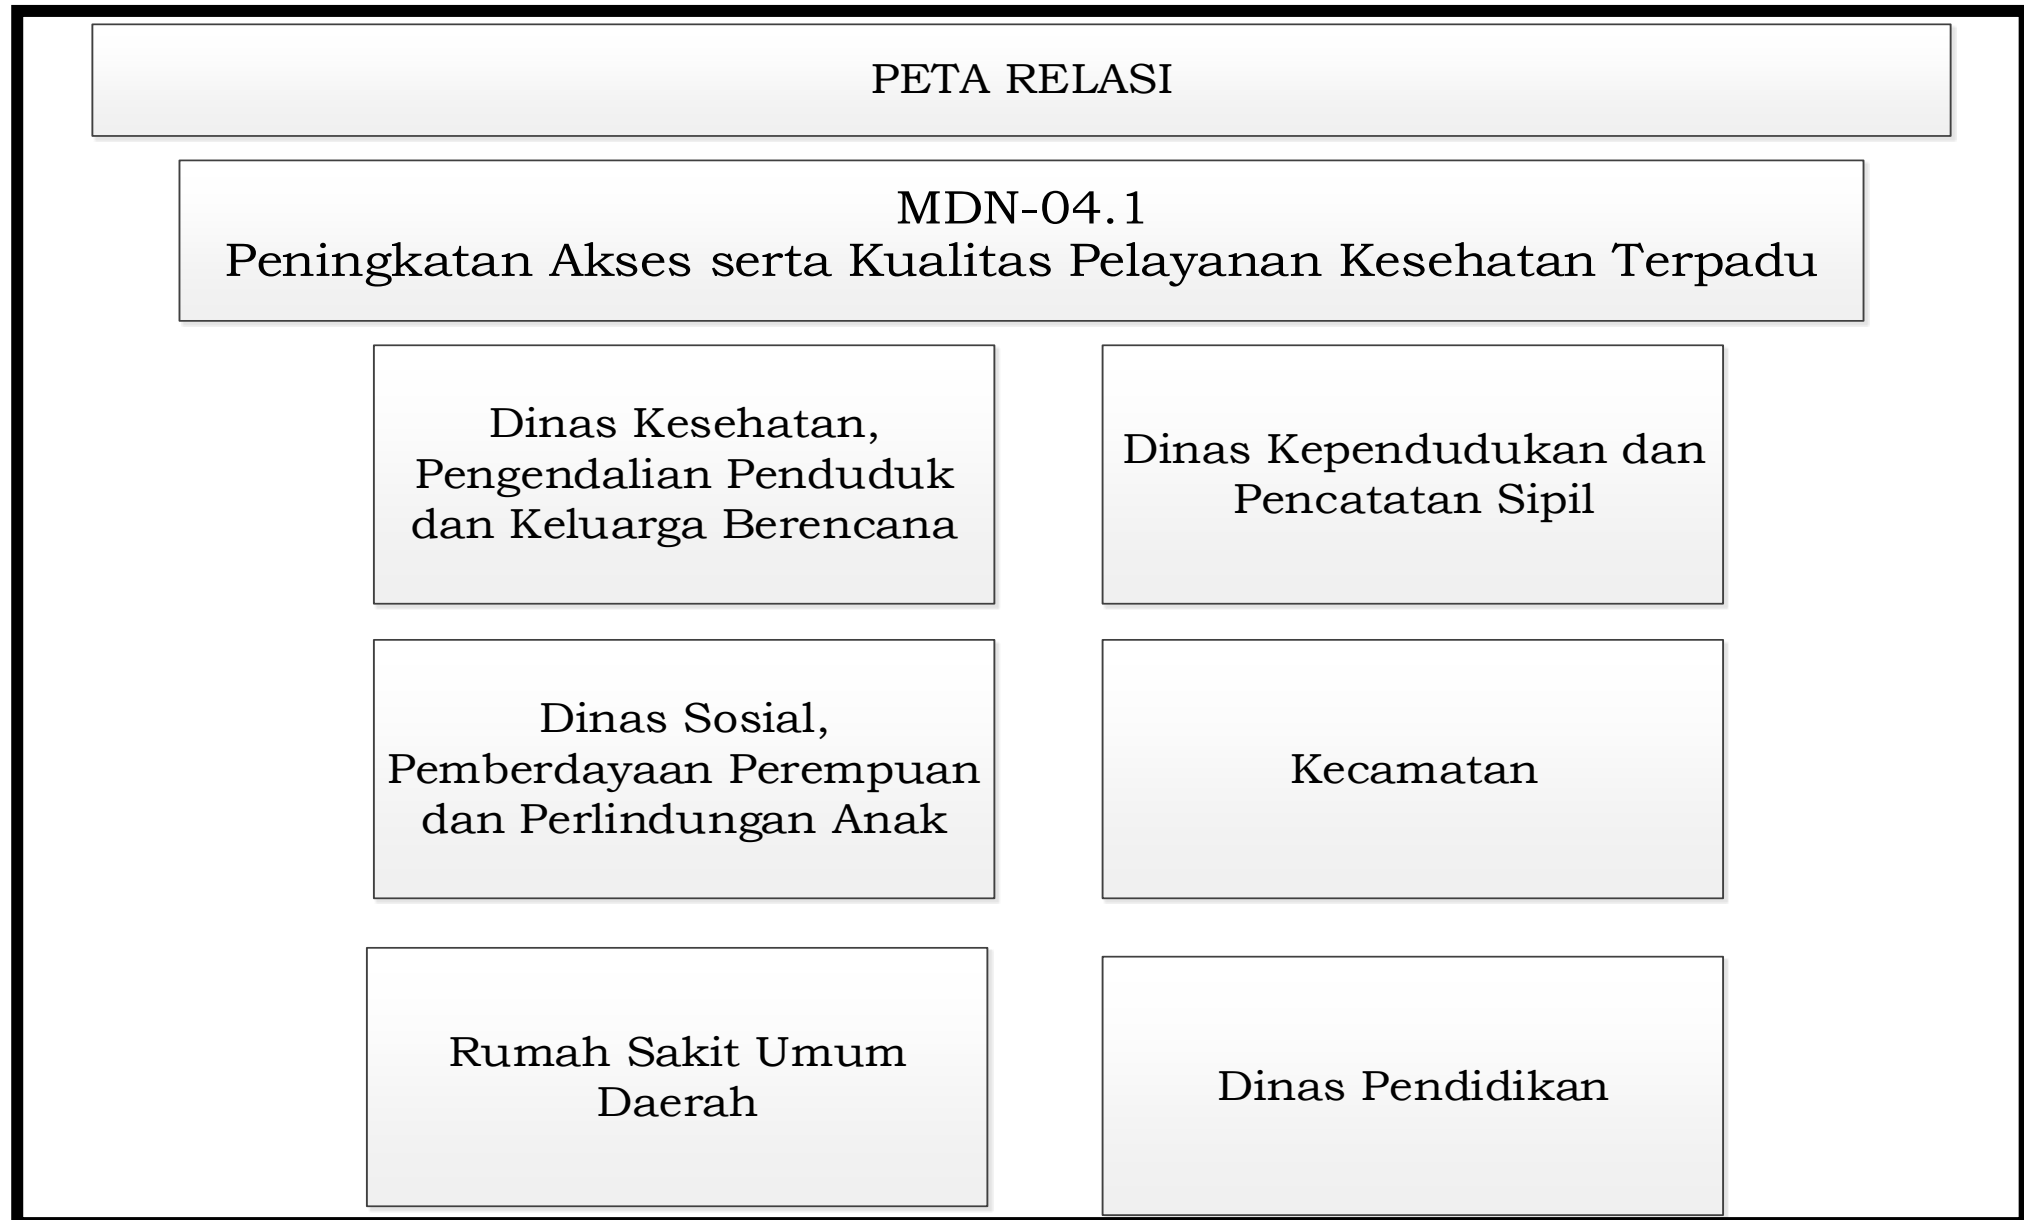 PETA RELASI
MDN-04.1
Peningkatan Akses serta Kualitas Pelayanan Kesehatan Terpadu
Dinas Kesehatan,
Pengendalian Penduduk
dan Keluarga Berencana
Dinas Kependudukan dan
Pencatatan Sipil
Dinas Sosial,
Pemberdayaan Perempuan
dan Perlindungan Anak
Kecamatan
Rumah Sakit Umum
Daerah
Dinas Pendidikan